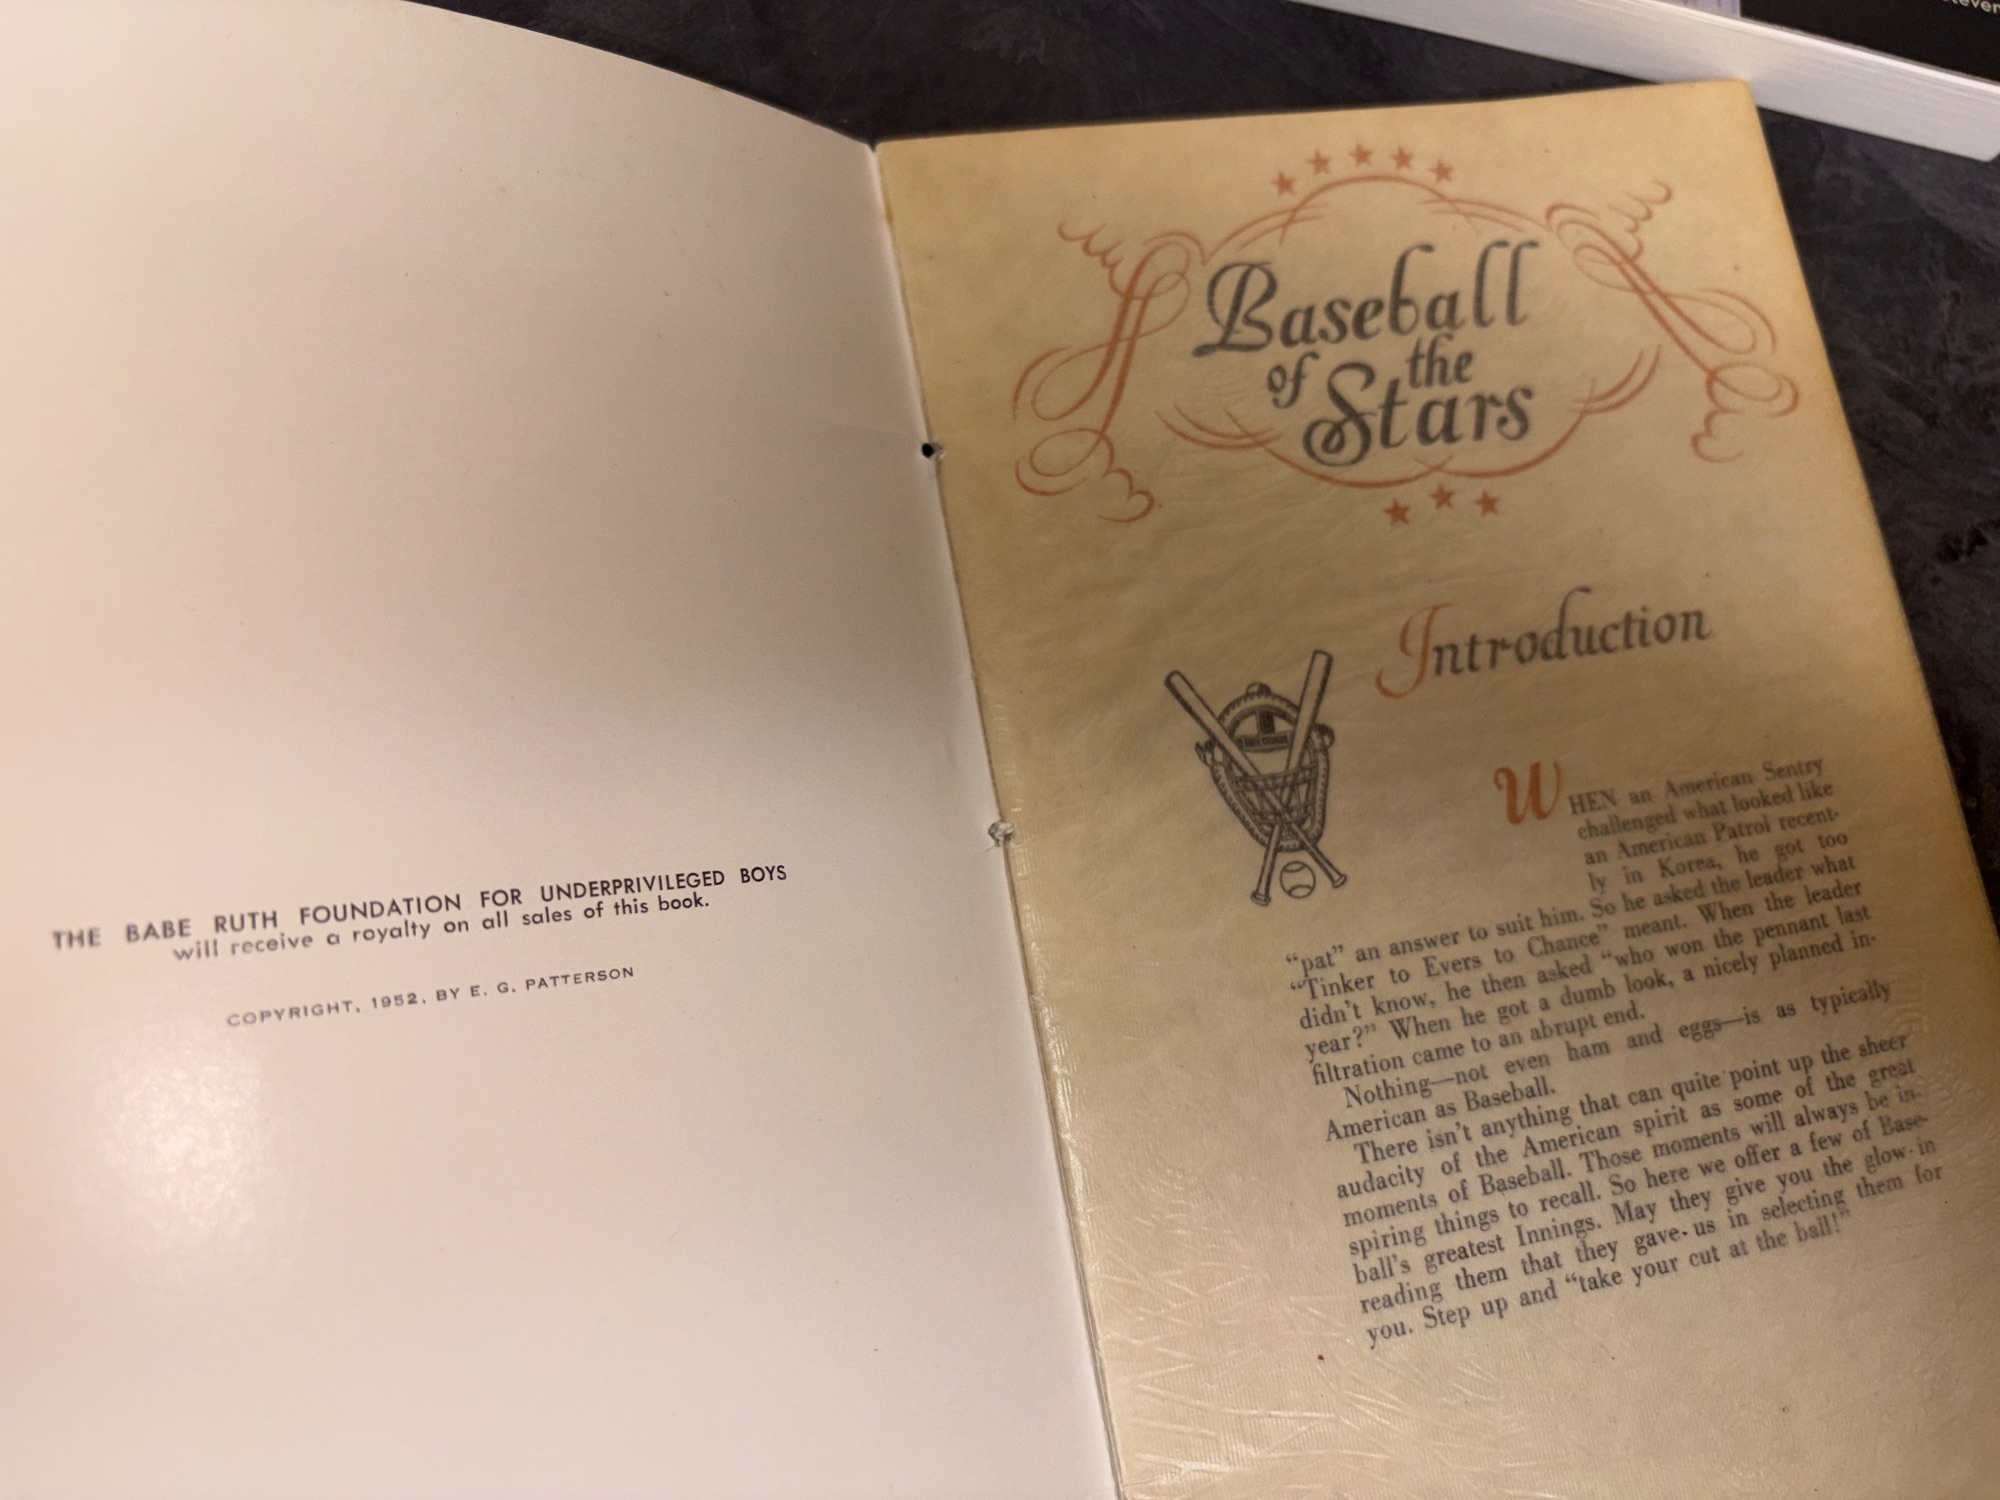 THE BABE RUTH FOUNDATION FOR UNDERPRIVILEGED BOYS
will receive a royalty on all sales of this book.
COPYRIGHT, 1952, BY E. G. PATTERSON
Baseball
of the
Stars
Introduction
WHEN an American Sentry
challenged what looked like
an American Patrol recent-
ly in Korea, he got too
“pat” an answer to suit him. So he asked the leader what
“Tinker to Evers to Chance” meant. When the leader
didn’t know, he then asked “who won the pennant last
year?” When he got a dumb look, a nicely planned in-
filtration came to an abrupt end.
Nothing—not even ham and eggs—is as typically
American as Baseball.
There isn’t anything that can quite point up the sheer
audacity of the American spirit as some of the great
moments of Baseball. Those moments will always be in-
spiring things to recall. So here we offer a few of Base-
ball’s greatest Innings. May they give you the glow in
reading them that they gave us in selecting them for
you. Step up and “take your cut at the ball!”